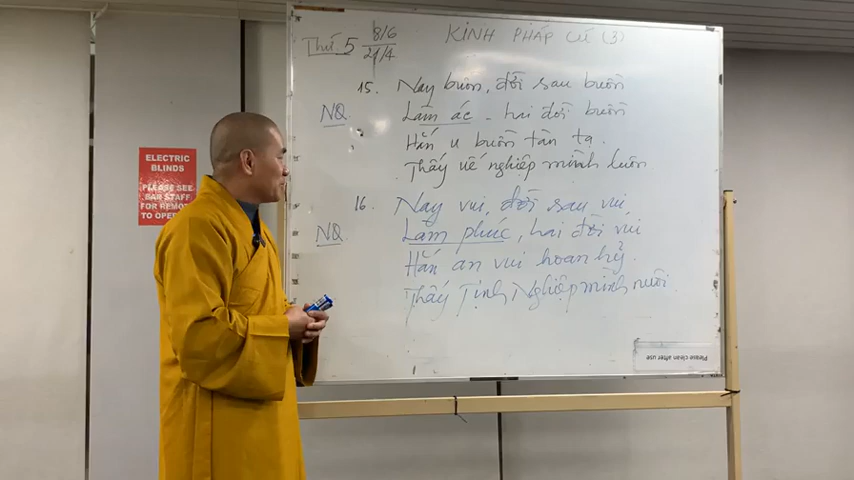 Thứ 5 8/6
21/4
KINH PHÁP CÚ (3)
15. Nay buồn, đời sau buồn
NQ. Làm ác - hai đời buồn
Hắn u buồn tàn tạ.
Thấy uế nghiệp mình luôn
16. Nay vui, đời sau vui
NQ. Làm phúc, hai đời vui
Hắn an vui hoan hỷ.
Thấy Tịnh Nghiệp mình nuôi.
ELECTRIC
BLINDS
PLEASE SEE
BAR STAFF
FOR REMOTE
TO OPERATE
Please clean after use